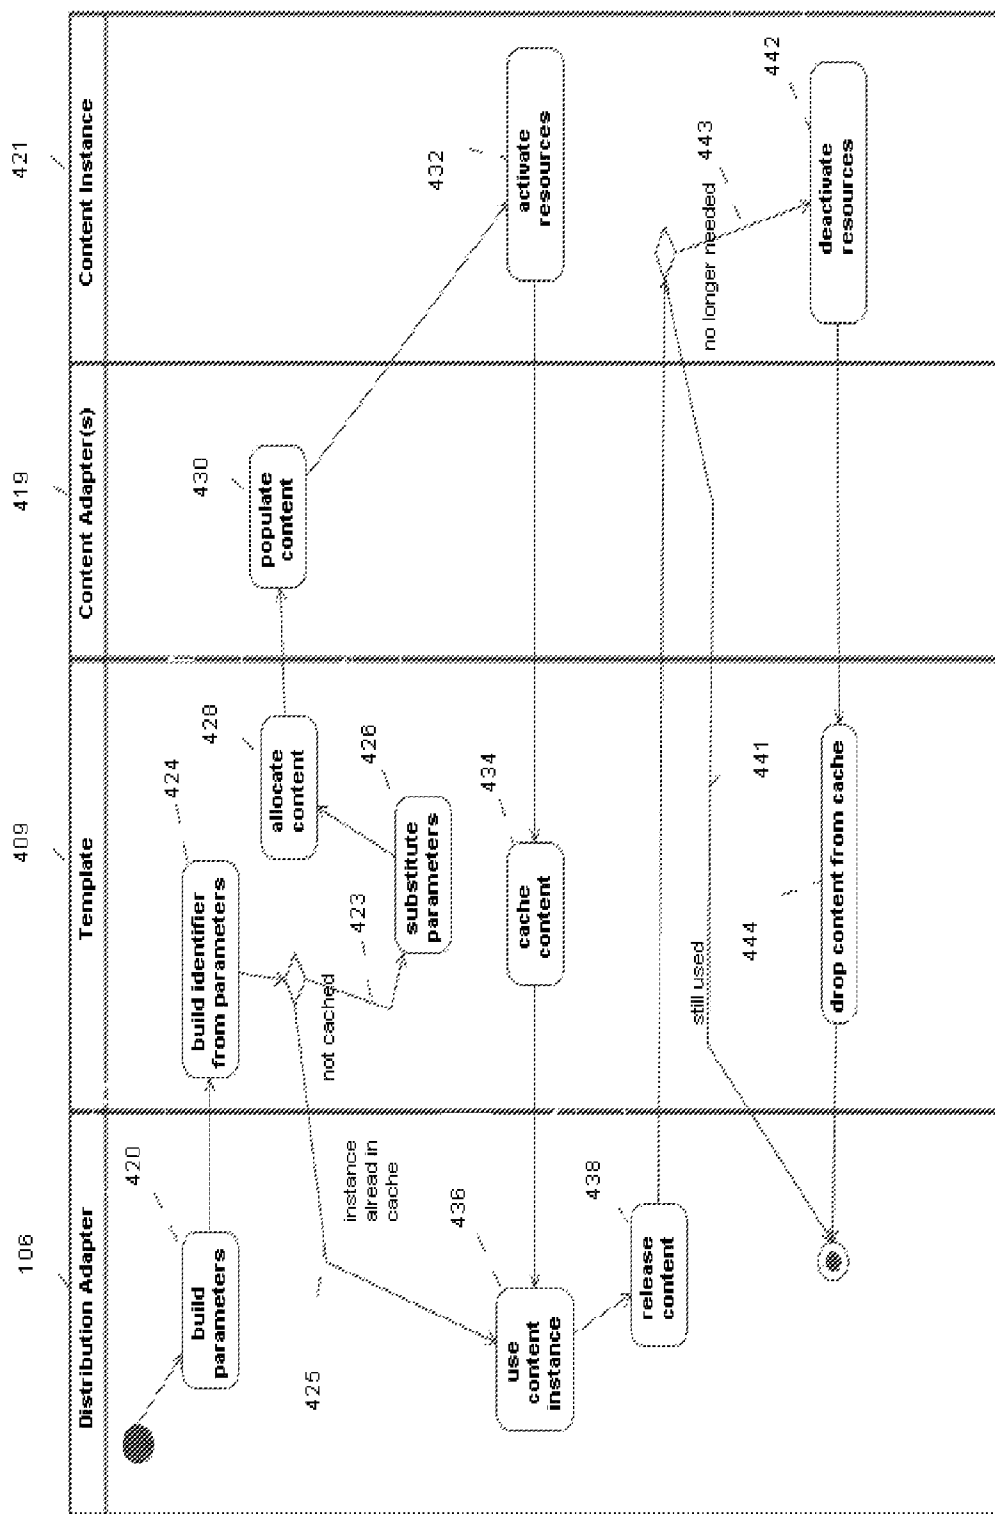 106
409
419
421
Distribution Adapter
Template
Content Adapter(s)
Content Instance
420
build
parameters
424
build identifier
from parameters
428
allocate
content
430
populate
content
not cached
423
426
substitute
parameters
425
instance
alread in
cache
432
activate
resources
434
cache
content
436
use
content
instance
438
release
content
443
no longer needed
442
deactivate
resources
still used
441
444
drop content from cache